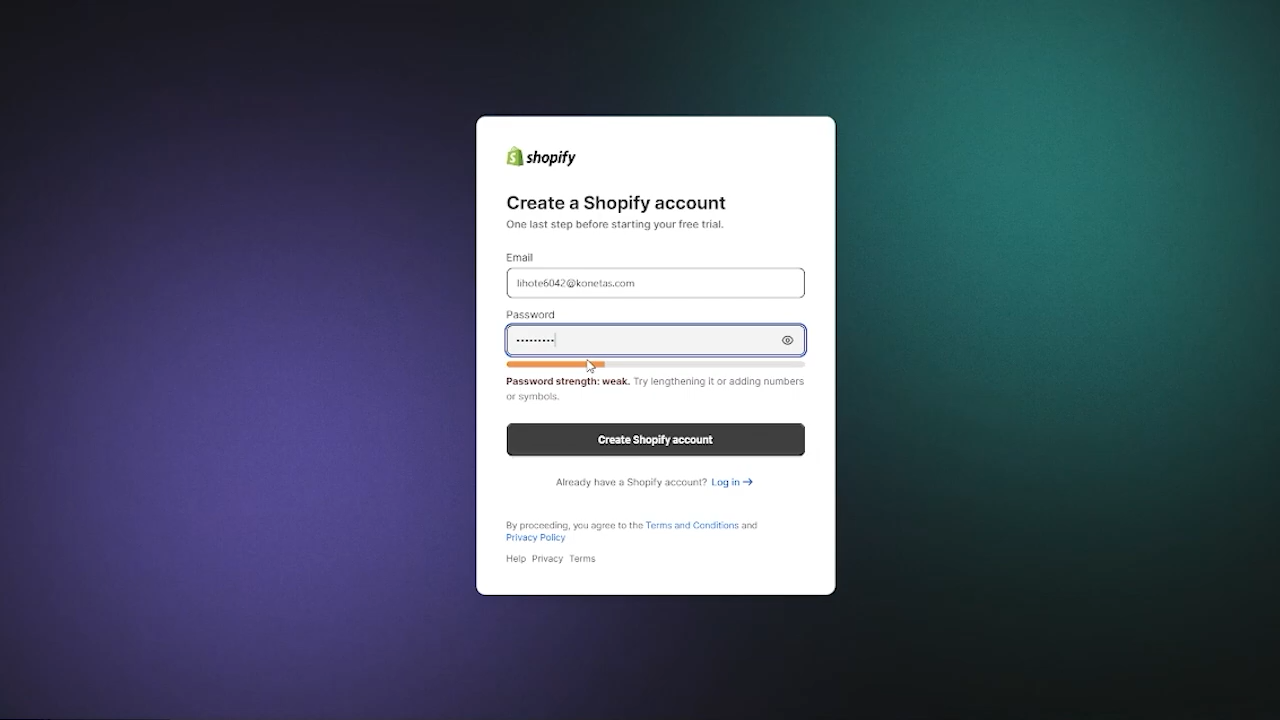 shopify
Create a Shopify account
One last step before starting your free trial.
Email
lihote6042@konetas.com
Password
•••••••••
Password strength: weak. Try lengthening it or adding numbers
or symbols.
Create Shopify account
Already have a Shopify account? Log in →
By proceeding, you agree to the Terms and Conditions and
Privacy Policy
Help Privacy Terms